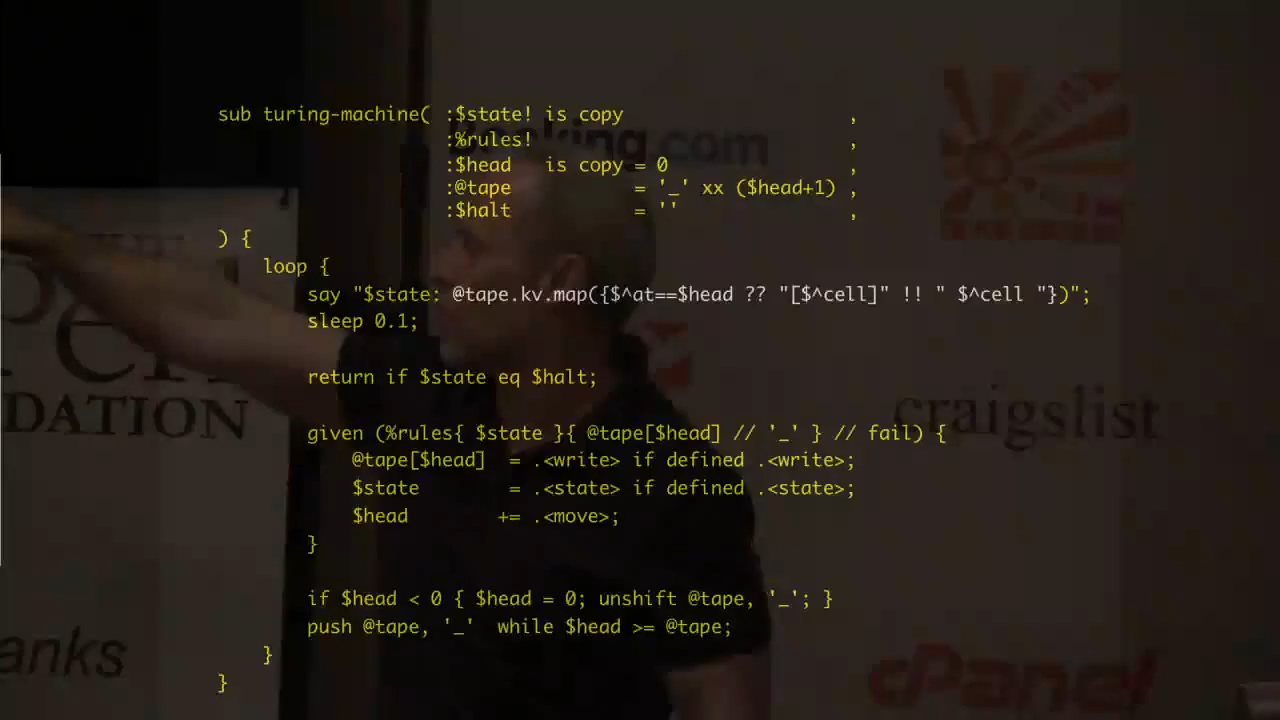 sub turing-machine( :$state! is copy ,
:%rules! ,
:$head is copy = 0 ,
:@tape = '_' xx ($head+1) ,
:$halt = '' ,
) {
loop {
say "$state: @tape.kv.map({$^at==$head ?? "[$^cell]" !! " $^cell "})";
sleep 0.1;
return if $state eq $halt;
given (%rules{ $state }{ @tape[$head] // '_' } // fail) {
@tape[$head] = .<write> if defined .<write>;
$state = .<state> if defined .<state>;
$head += .<move>;
}
if $head < 0 { $head = 0; unshift @tape, '_'; }
push @tape, '_' while $head >= @tape;
}
}
Booking.com
craigslist
DATION
anks
cPanel